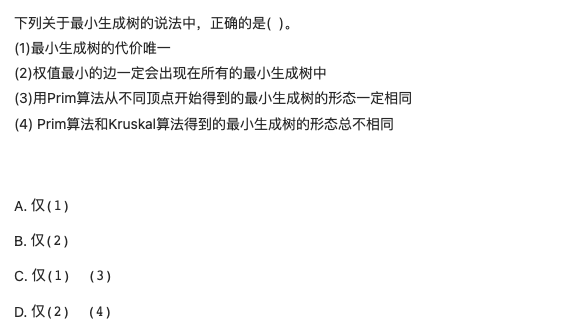 下列关于最小生成树的说法中，正确的是( )。
(1)最小生成树的代价唯一
(2)权值最小的边一定会出现在所有的最小生成树中
(3)用Prim算法从不同顶点开始得到的最小生成树的形态一定相同
(4) Prim算法和Kruskal算法得到的最小生成树的形态总不相同
A. 仅(1)
B. 仅(2)
C. 仅(1) (3)
D. 仅(2) (4)